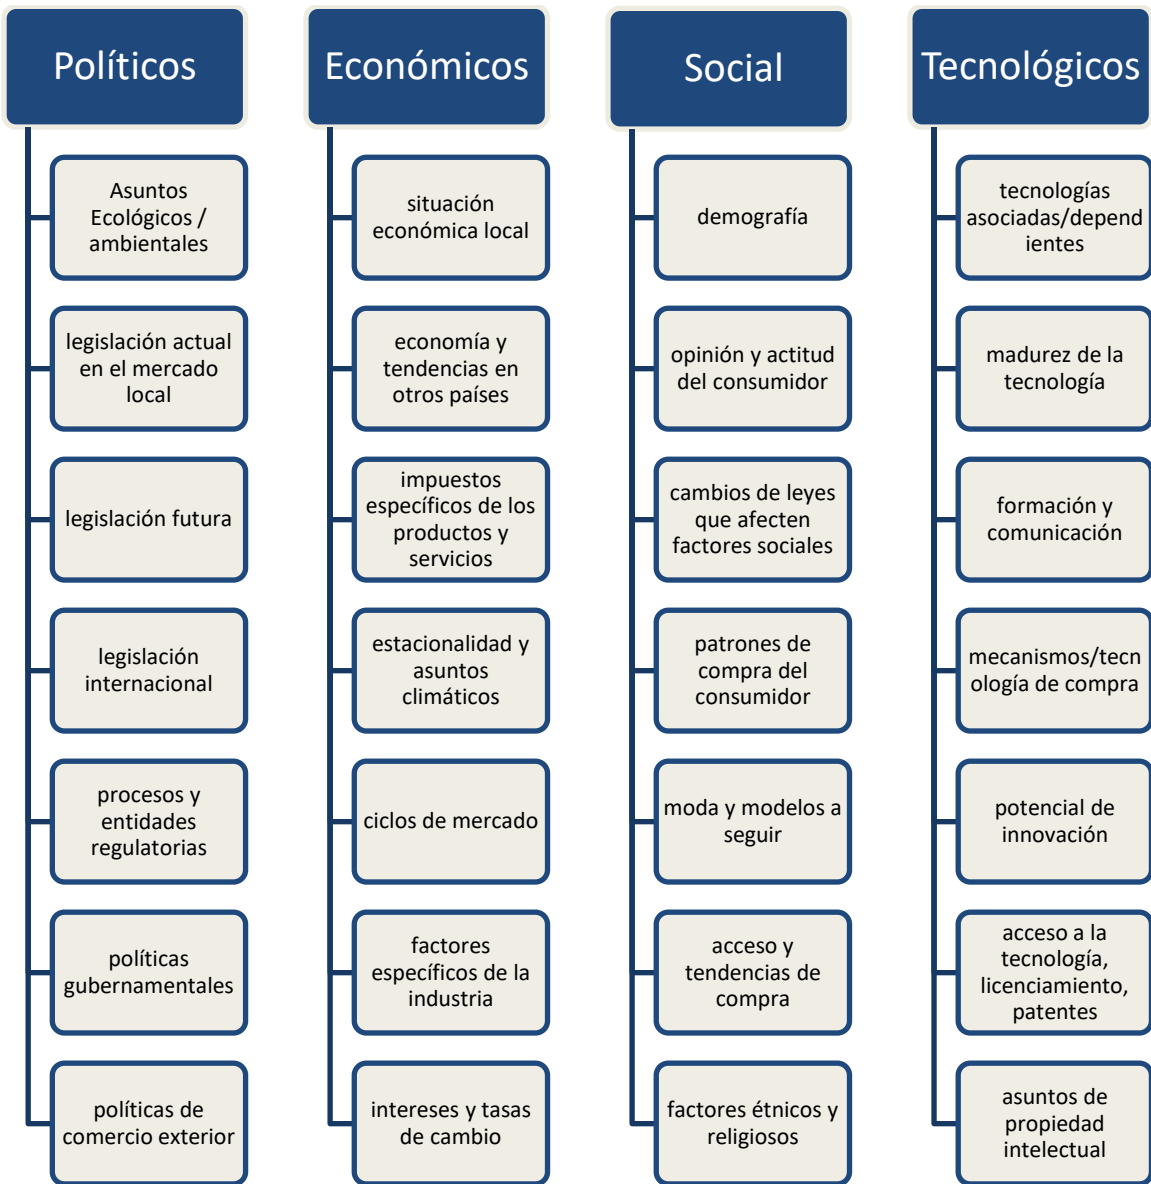 Políticos
Asuntos
Ecológicos /
ambientales
legislación actual
en el mercado
local
legislación futura
legislación
internacional
procesos y
entidades
regulatorias
políticas
gubernamentales
políticas de
comercio exterior
Económicos
situación
económica local
economía y
tendencias en
otros países
impuestos
específicos de los
productos y
servicios
estacionalidad y
asuntos
climáticos
ciclos de mercado
factores
específicos de la
industria
intereses y tasas
de cambio
Social
demografía
opinión y actitud
del consumidor
cambios de leyes
que afecten
factores sociales
patrones de
compra del
consumidor
moda y modelos a
seguir
acceso y
tendencias de
compra
factores étnicos y
religiosos
Tecnológicos
tecnologías
asociadas/depend
ientes
madurez de la
tecnología
formación y
comunicación
mecanismos/tecn
ología de compra
potencial de
innovación
acceso a la
tecnología,
licenciamiento,
patentes
asuntos de
propiedad
intelectual